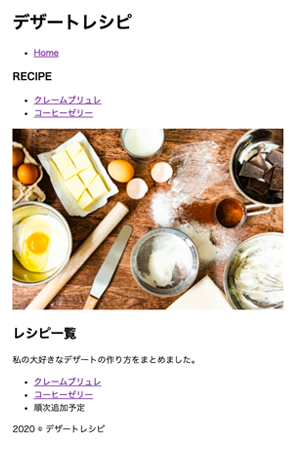 デザートレシピ
Home
RECIPE
クレームブリュレ
コーヒーゼリー
レシピ一覧
私の大好きなデザートの作り方をまとめました。
クレームブリュレ
コーヒーゼリー
順次追加予定
2020 © デザートレシピ